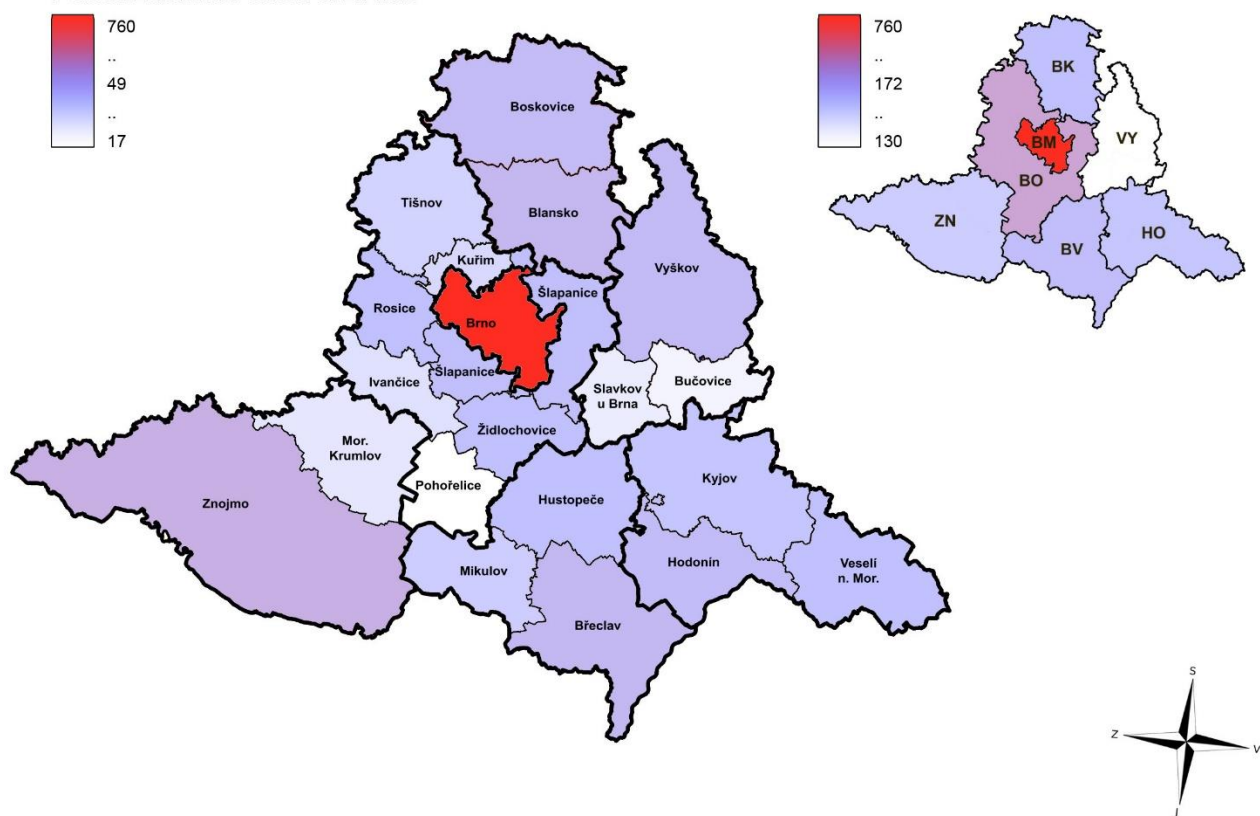 760
..
49
..
17
760
..
172
..
130
BK
BM
VY
BO
ZN
BV
HO
Boskovice
Tišnov
Blansko
Kuřim
Vyškov
Šlapanice
Rosice
Brno
Ivančice
Šlapanice
Slavkov
u Brna
Bučovice
Židlochovice
Mor.
Krumlov
Pohořelice
Znojmo
Hustopeče
Kyjov
Mikulov
Hodonín
Veselí
n. Mor.
Břeclav
S
Z
V
J